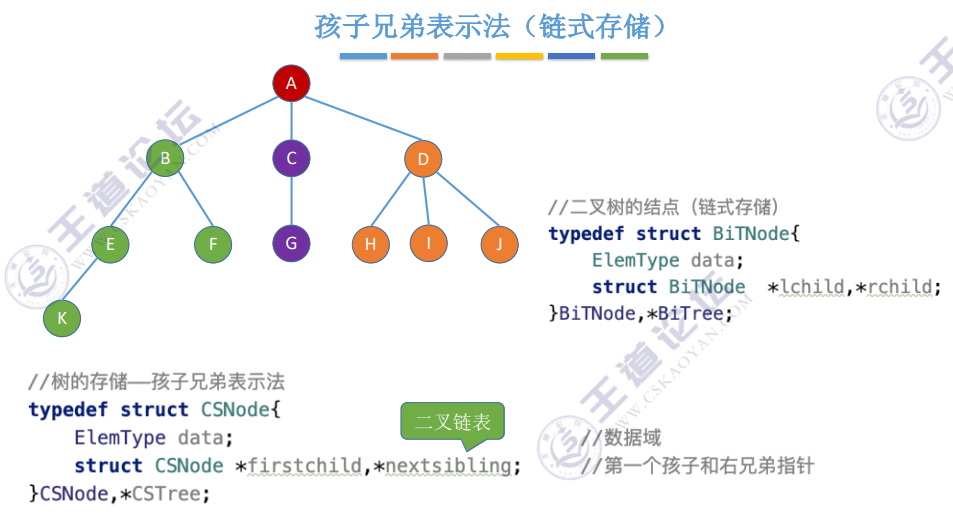 孩子兄弟表示法（链式存储）
A
B
C
D
E
F
G
H
I
J
K
//二叉树的结点（链式存储）
typedef struct BiTNode{
ElemType data;
struct BiTNode *lchild,*rchild;
}BiTNode,*BiTree;
//树的存储——孩子兄弟表示法
typedef struct CSNode{
ElemType data; //数据域
struct CSNode *firstchild,*nextsibling; //第一个孩子和右兄弟指针
}CSNode,*CSTree;
二叉链表
王道论坛
WWW.CSKAOYAN.COM
王道论坛
WWW.CSKAOYAN.COM